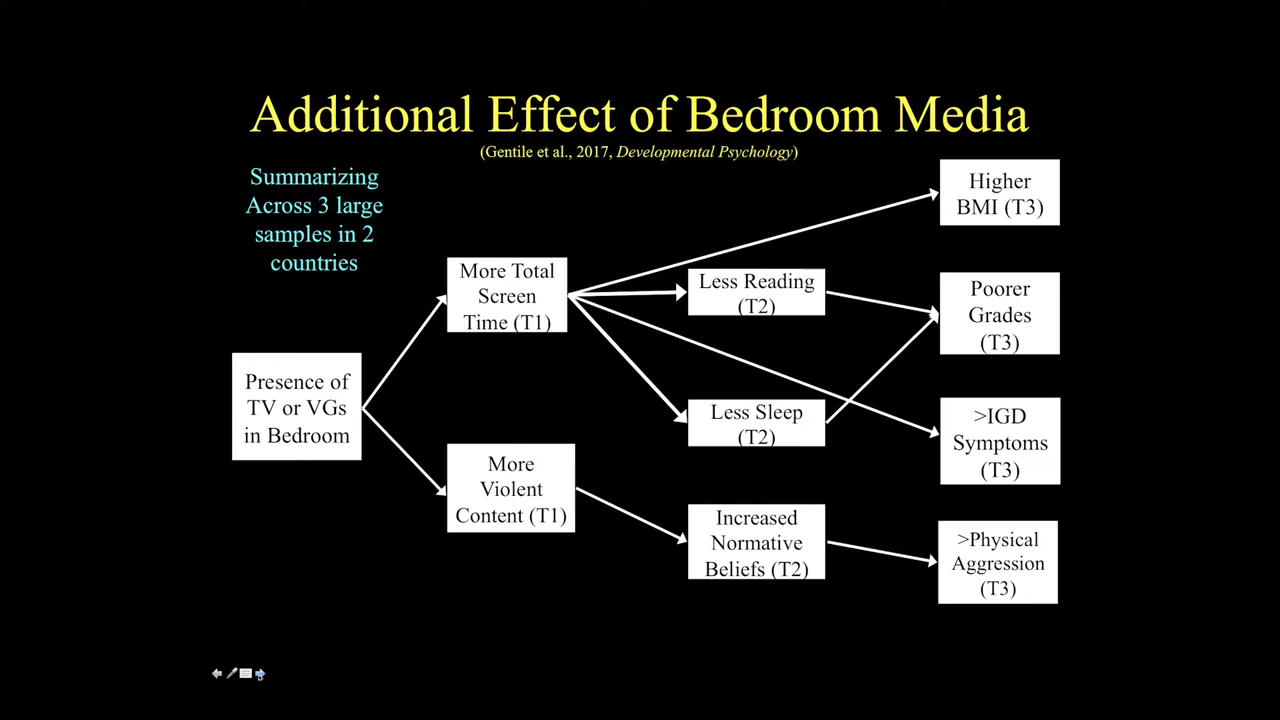 Additional Effect of Bedroom Media
(Gentile et al., 2017, Developmental Psychology)
Summarizing
Across 3 large
samples in 2
countries
Presence of
TV or VGs
in Bedroom
More Total
Screen
Time (T1)
More
Violent
Content (T1)
Less Reading
(T2)
Less Sleep
(T2)
Increased
Normative
Beliefs (T2)
Higher
BMI (T3)
Poorer
Grades
(T3)
>IGD
Symptoms
(T3)
>Physical
Aggression
(T3)